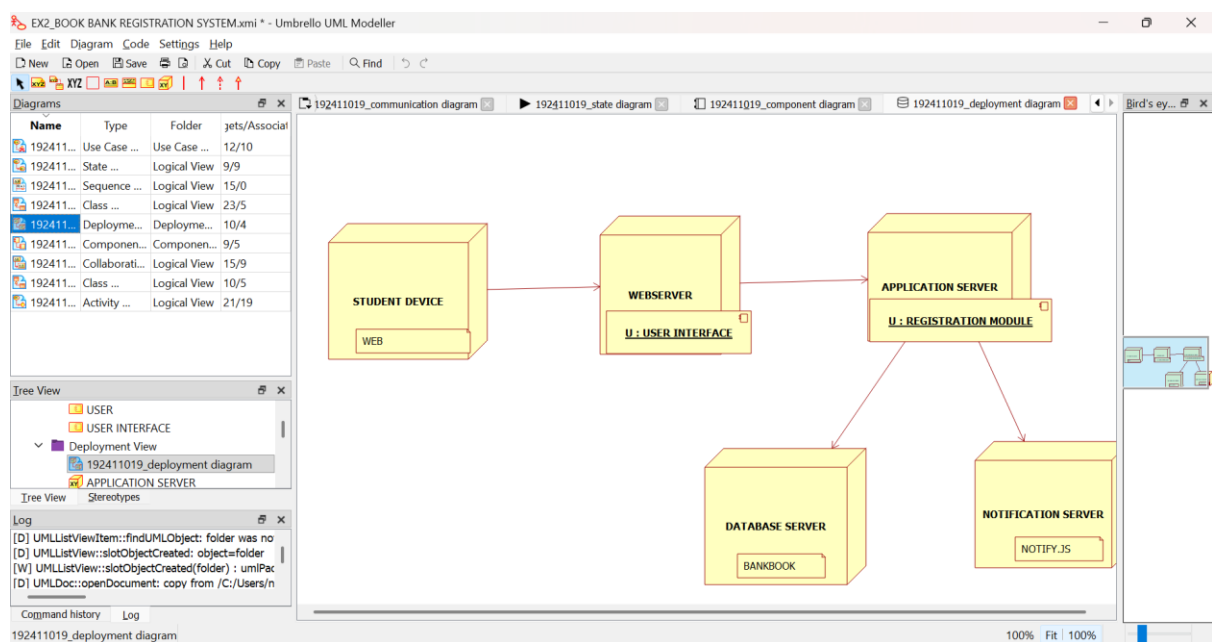 EX2_BOOK BANK REGISTRATION SYSTEM.xmi * - Umbrello UML Modeller
File Edit Diagram Code Settings Help
New Open Save Cut Copy Paste Find
XYZ
Diagrams
Name Type Folder gets/Associat
192411... Use Case ... Use Case ... 12/10
192411... State ... Logical View 9/9
192411... Sequence ... Logical View 15/0
192411... Class ... Logical View 23/5
192411... Deployme... Deployme... 10/4
192411... Componen... Componen... 9/5
192411... Collaborati... Logical View 15/9
192411... Class ... Logical View 10/5
192411... Activity ... Logical View 21/19
Tree View
USER
USER INTERFACE
Deployment View
192411019_deployment diagram
APPLICATION SERVER
Tree View Stereotypes
Log
[D] UMLListViewItem::findUMLObject: folder was no
[D] UMLListView::slotObjectCreated: object=folder
[W] UMLListView::slotObjectCreated(folder) : umlPac
[D] UMLDoc::openDocument: copy from /C:/Users/n
Command history Log
192411019_deployment diagram
192411019_communication diagram 192411019_state diagram 192411019_component diagram 192411019_deployment diagram
STUDENT DEVICE
WEB
WEBSERVER
U : USER INTERFACE
APPLICATION SERVER
U : REGISTRATION MODULE
DATABASE SERVER
BANKBOOK
NOTIFICATION SERVER
NOTIFY.JS
Bird's ey...
100% Fit 100%